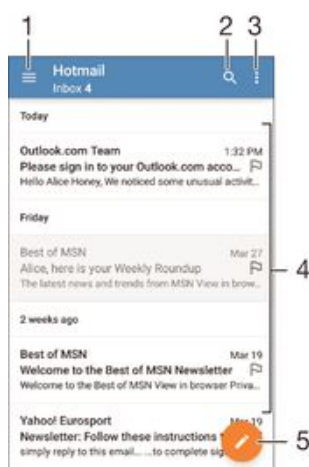 1
2
3
Hotmail
Inbox 4
Today
Outlook.com Team 1:32 PM
Please sign in to your Outlook.com acco...
Hello Alice Honey, We noticed some unusual activit...
Friday
Best of MSN Mar 27
Alice, here is your Weekly Roundup
The latest news and trends from MSN View in brow...
4
2 weeks ago
Best of MSN Mar 19
Welcome to the Best of MSN Newsletter
Welcome to the Best of MSN View in browser Priva...
Yahoo! Eurosport Mar 19
Newsletter: Follow these instructions
5
simply reply to this email... ...to complete